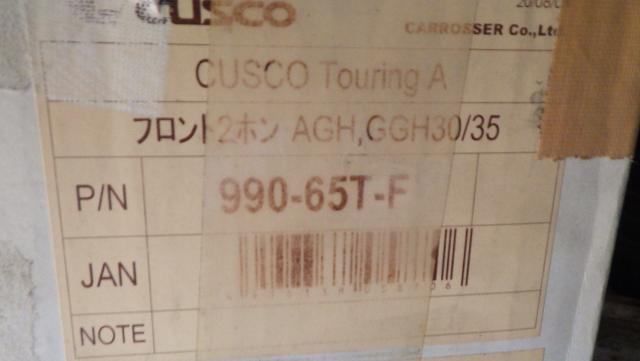 CUSCO
CARROSSER Co.,Ltd.
CUSCO Touring A
フロント2ホン AGH,GGH30/35
P/N 990-65T-F
JAN
NOTE